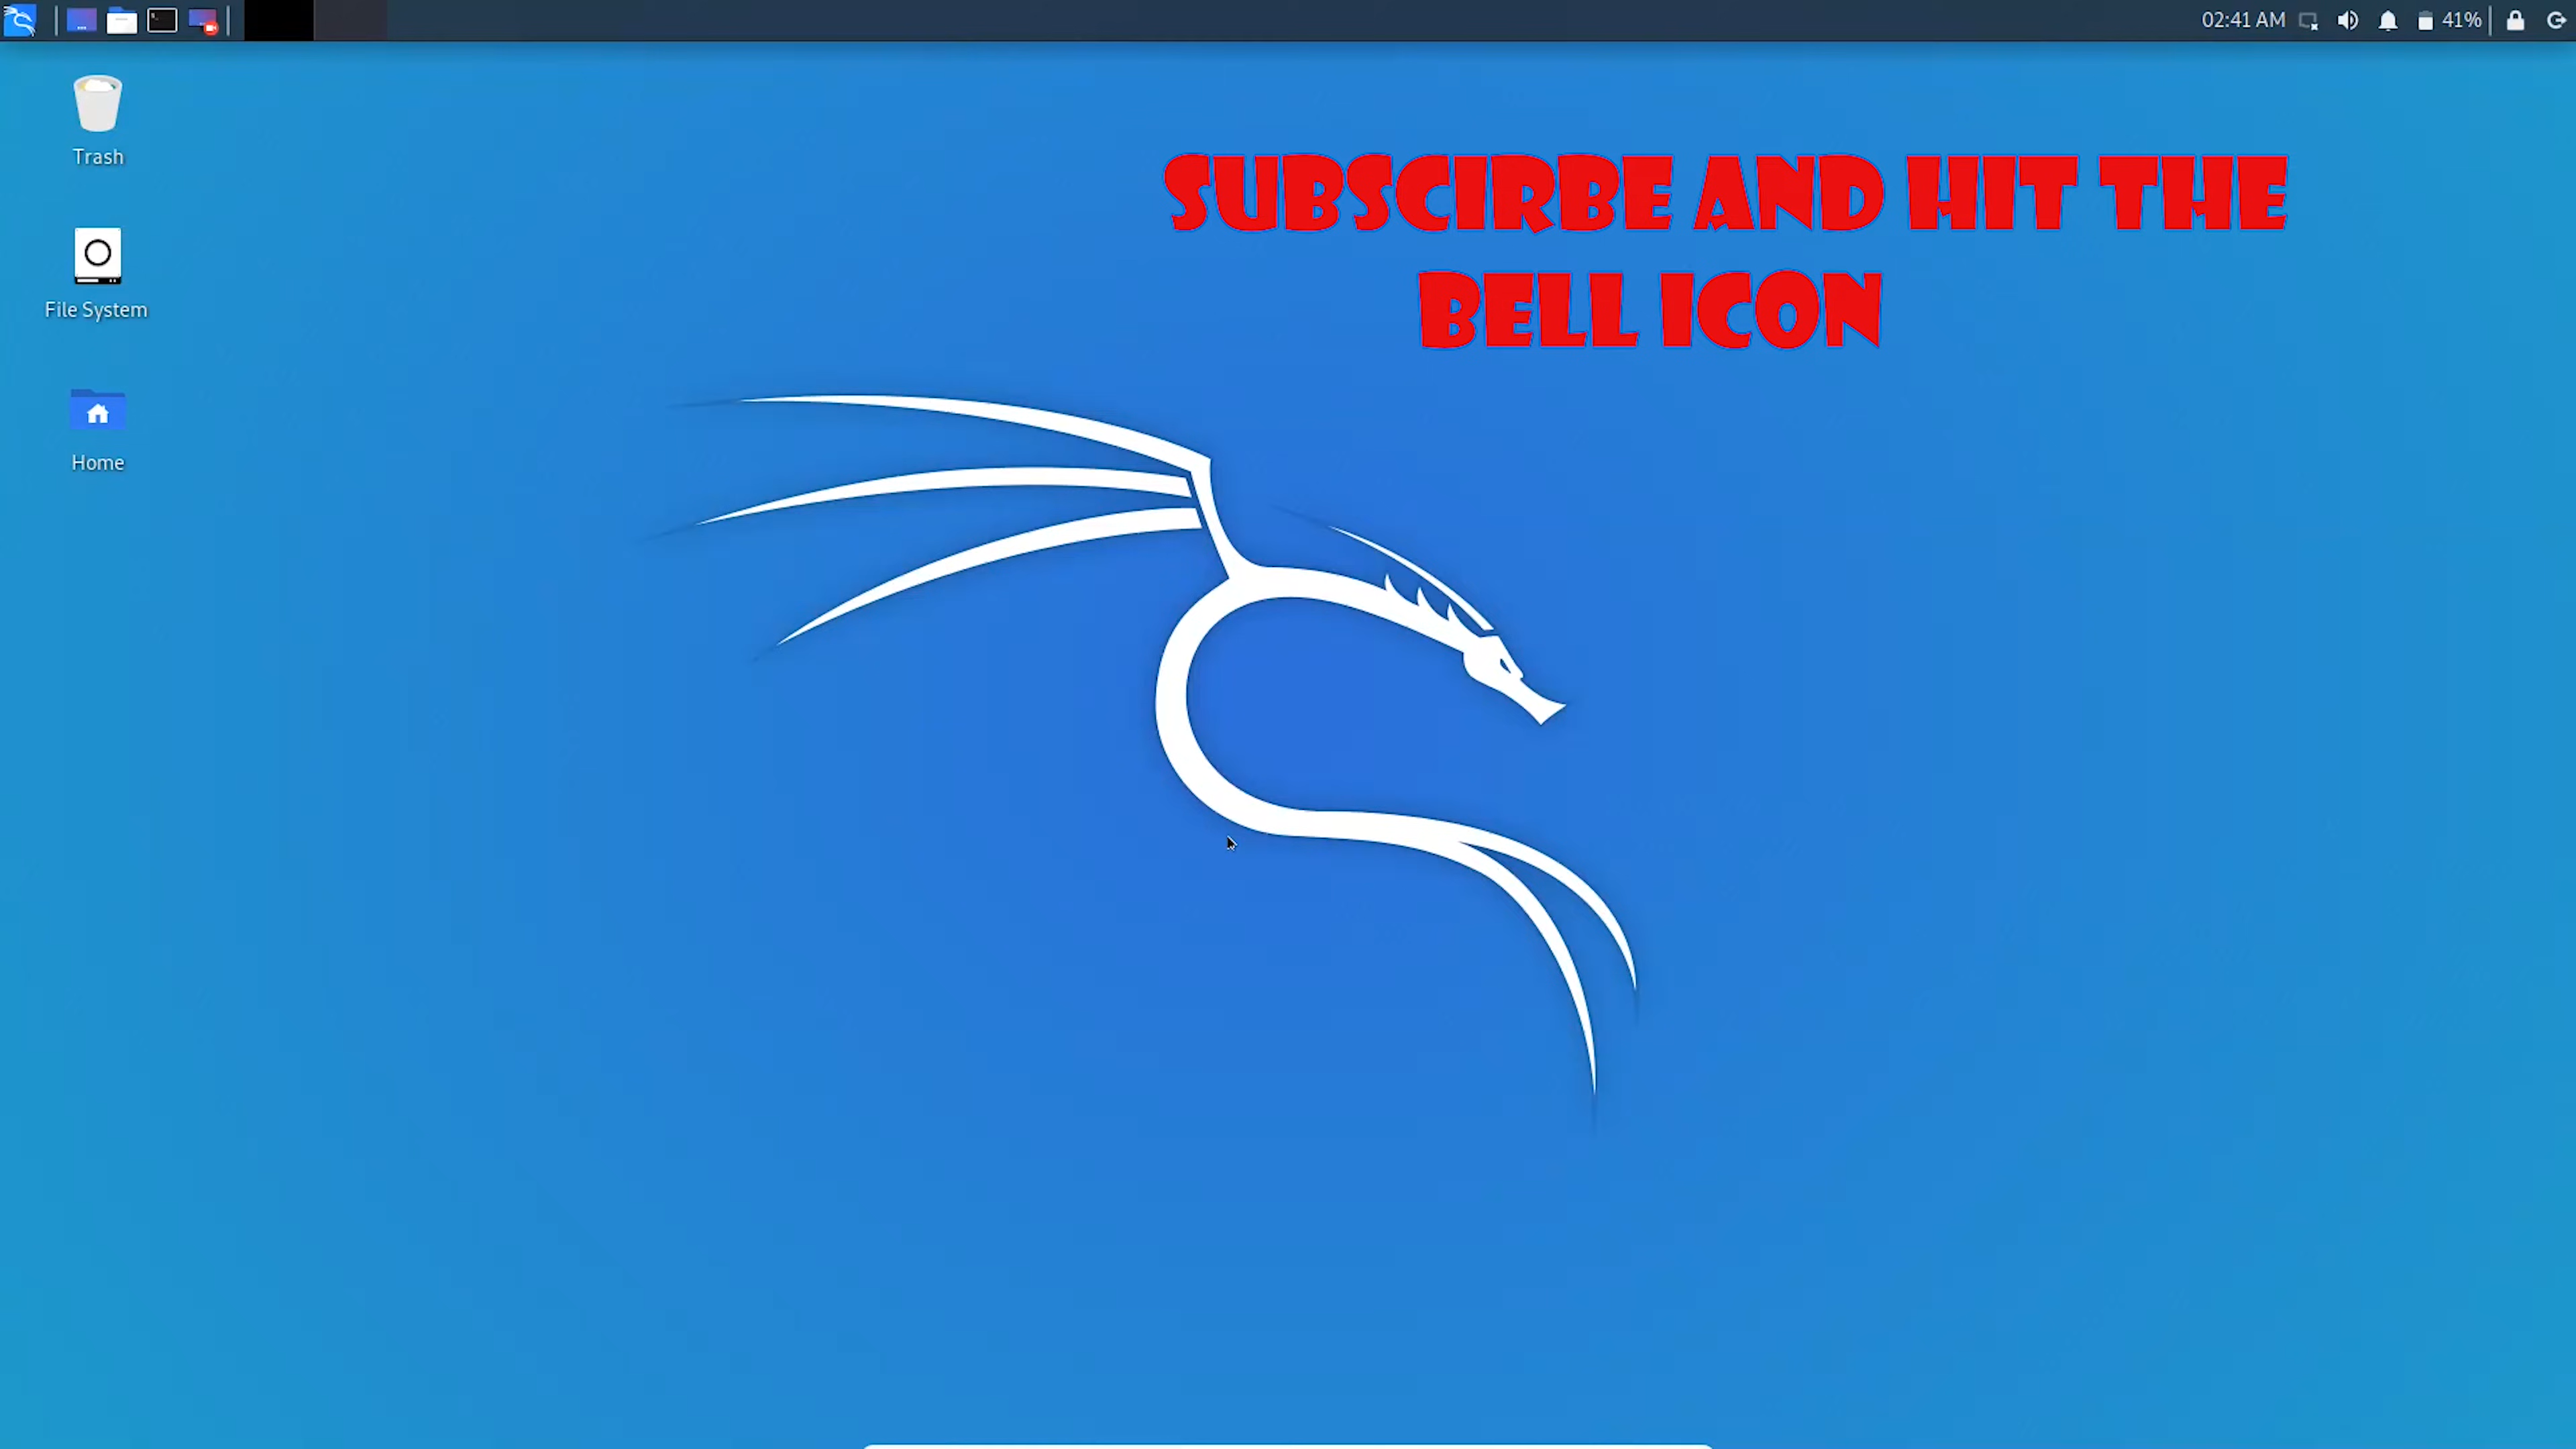 02:41 AM 41%
Trash
File System
Home
SUBSCIRBE AND HIT THE
BELL ICON